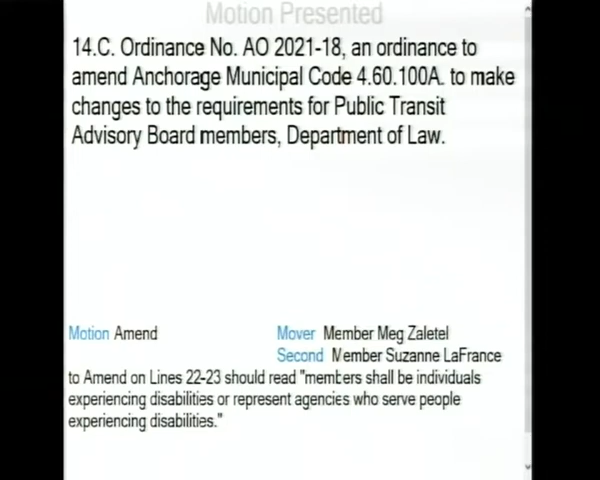 Motion Presented
14.C. Ordinance No. AO 2021-18, an ordinance to
amend Anchorage Municipal Code 4.60.100A. to make
changes to the requirements for Public Transit
Advisory Board members, Department of Law.
Motion Amend
Mover Member Meg Zaletel
Second Member Suzanne LaFrance
to Amend on Lines 22-23 should read "members shall be individuals
experiencing disabilities or represent agencies who serve people
experiencing disabilities."